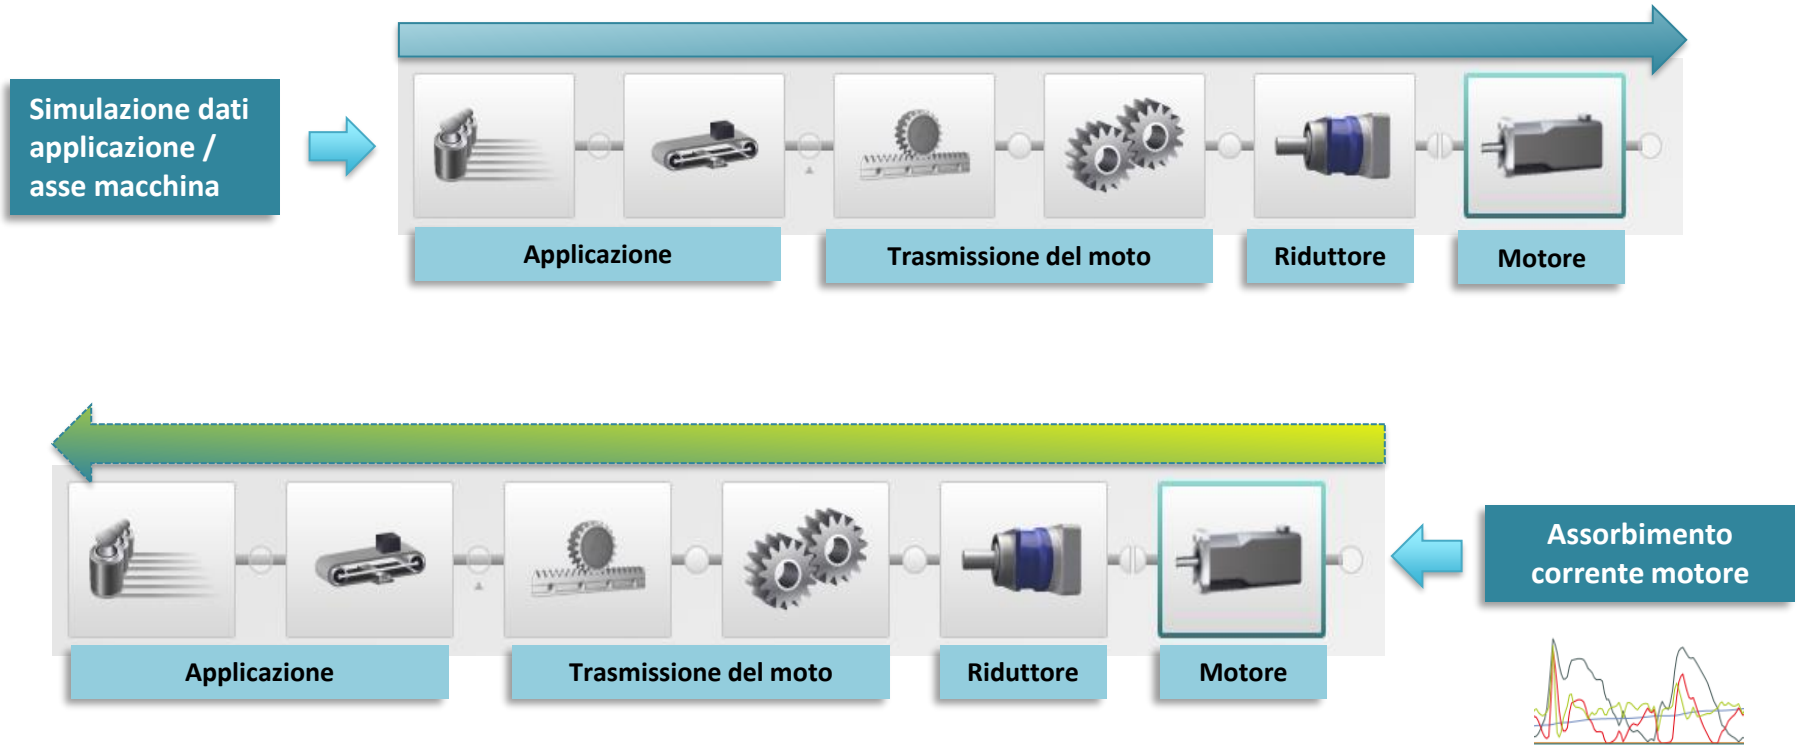 Simulazione dati
applicazione /
asse macchina
Applicazione
Trasmissione del moto
Riduttore
Motore
Assorbimento
corrente motore
Applicazione
Trasmissione del moto
Riduttore
Motore